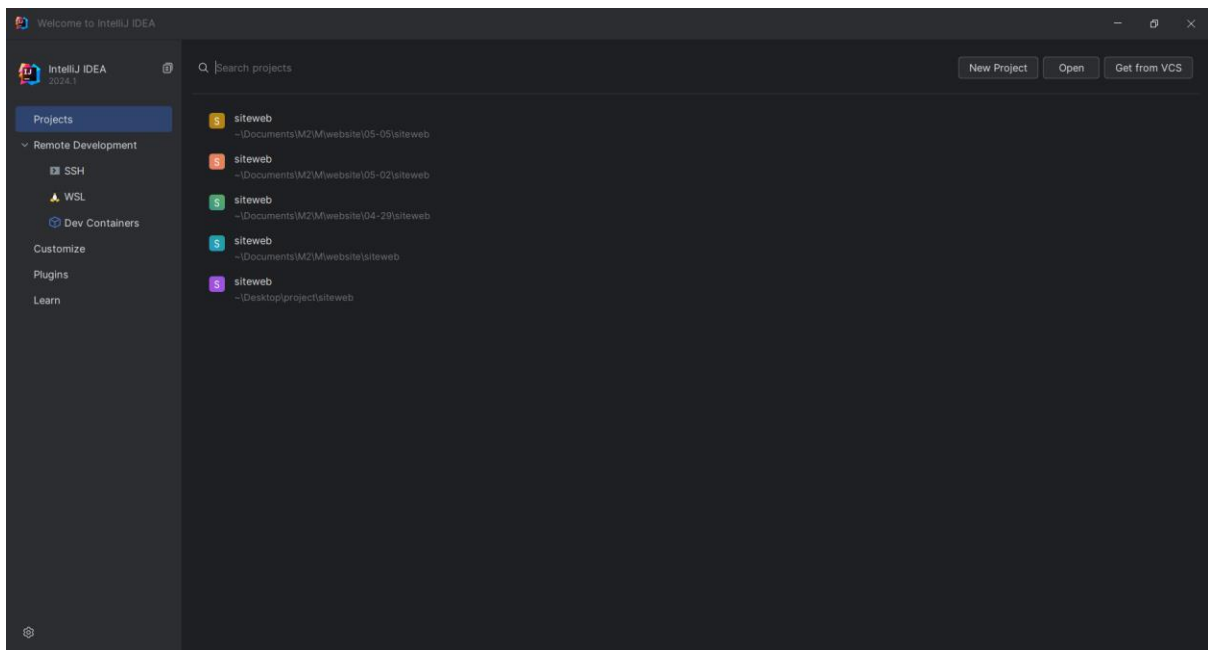 Welcome to IntelliJ IDEA
IntelliJ IDEA
2024.1
Projects
Remote Development
SSH
WSL
Dev Containers
Customize
Plugins
Learn
Search projects
New Project
Open
Get from VCS
S
siteweb
~\Documents\M2\M\website\05-05\siteweb
S
siteweb
~\Documents\M2\M\website\05-02\siteweb
S
siteweb
~\Documents\M2\M\website\04-29\siteweb
S
siteweb
~\Documents\M2\M\website\siteweb
S
siteweb
~\Desktop\project\siteweb